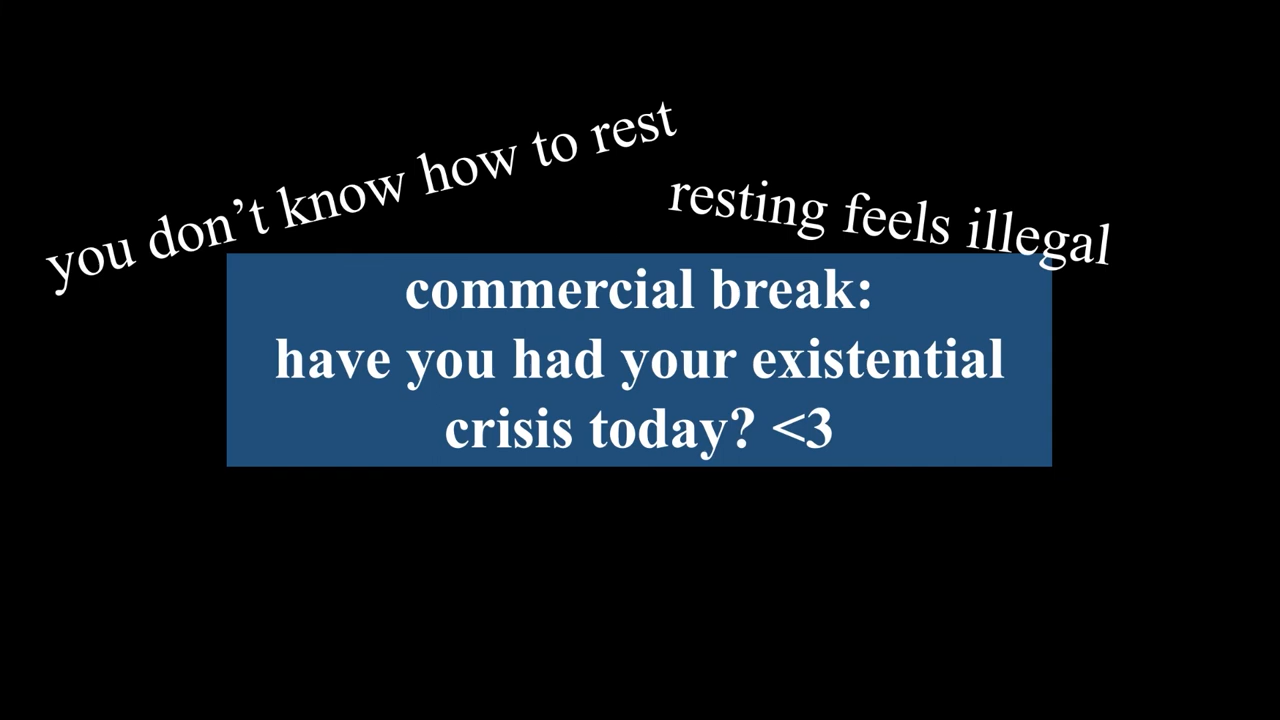 you don’t know how to rest
resting feels illegal
commercial break:
have you had your existential
crisis today? <3